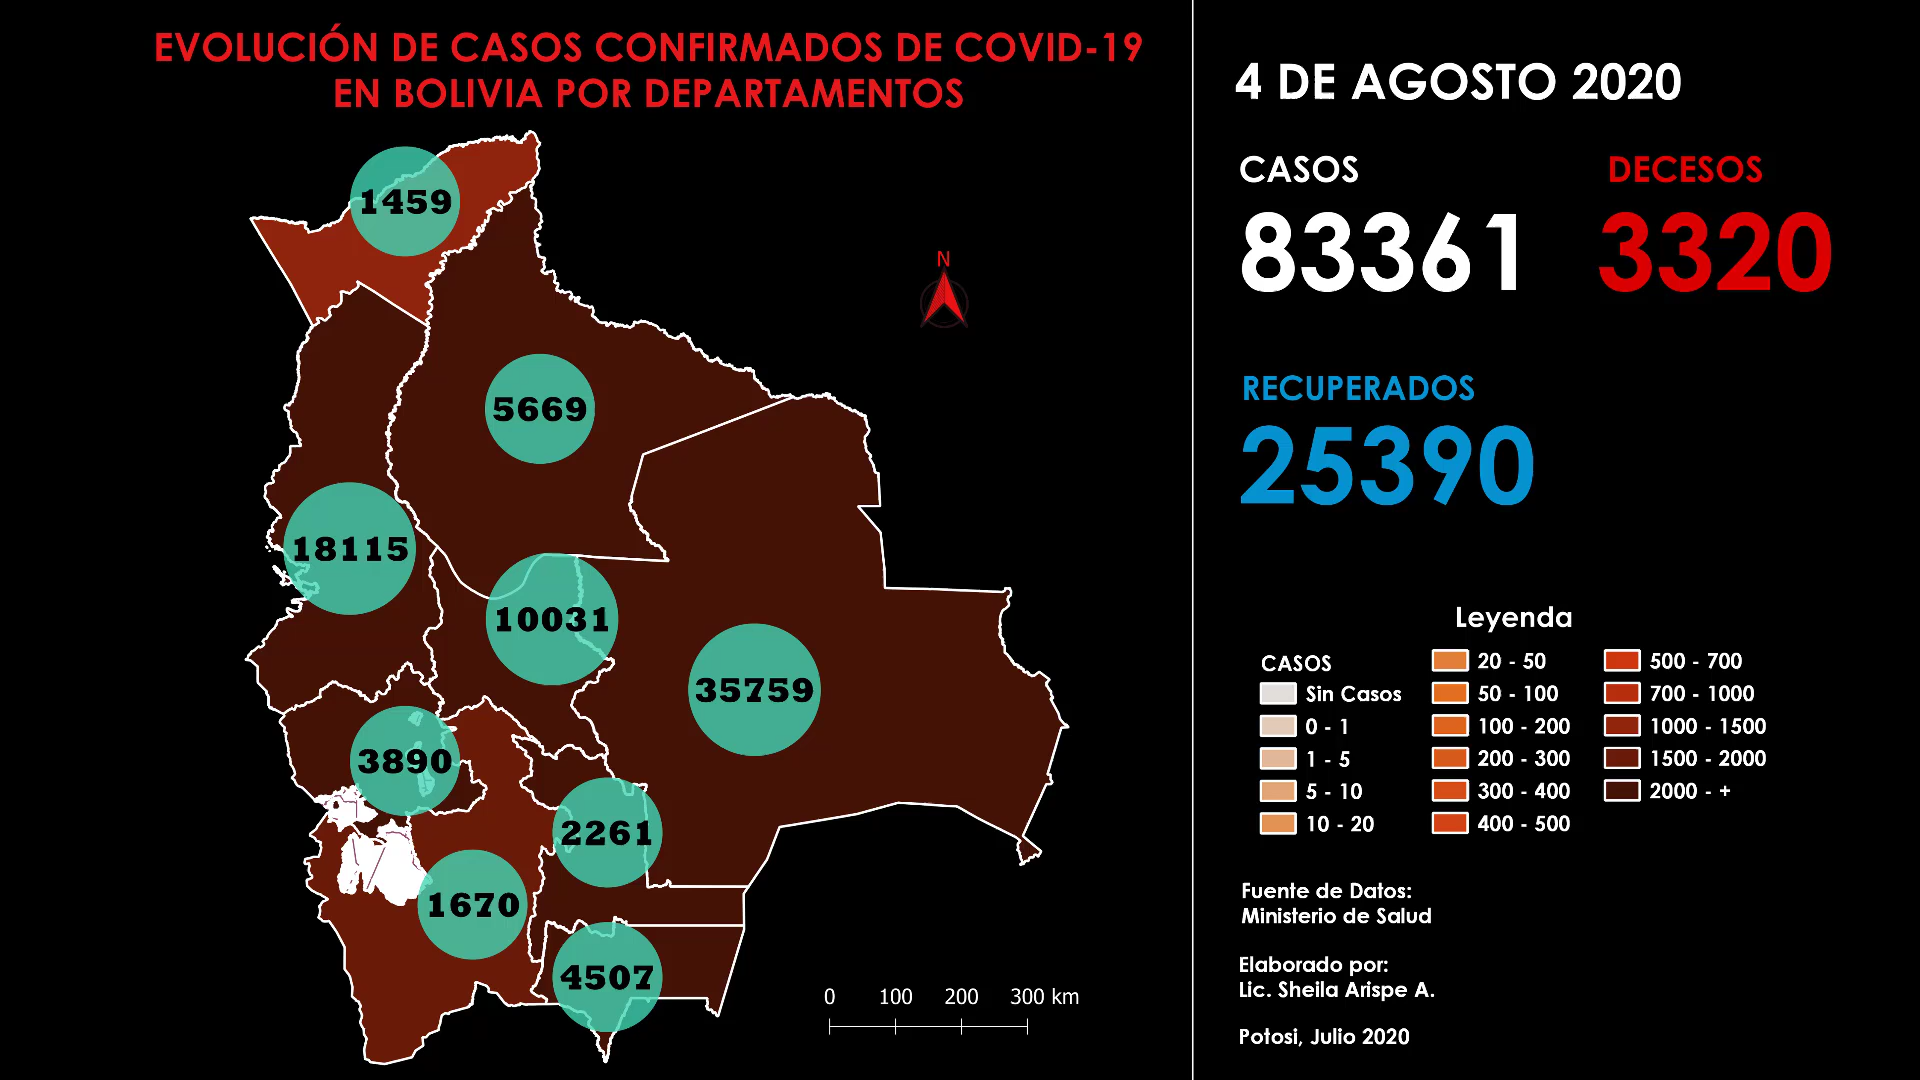 EVOLUCIÓN DE CASOS CONFIRMADOS DE COVID-19
EN BOLIVIA POR DEPARTAMENTOS
1459
N
5669
18115
10031
35759
3890
2261
1670
4507
0 100 200 300 km
4 DE AGOSTO 2020
CASOS DECESOS
83361 3320
RECUPERADOS
25390
Leyenda
CASOS
Sin Casos
0 - 1
1 - 5
5 - 10
10 - 20
20 - 50
50 - 100
100 - 200
200 - 300
300 - 400
400 - 500
500 - 700
700 - 1000
1000 - 1500
1500 - 2000
2000 - +
Fuente de Datos:
Ministerio de Salud
Elaborado por:
Lic. Sheila Arispe A.
Potosi, Julio 2020